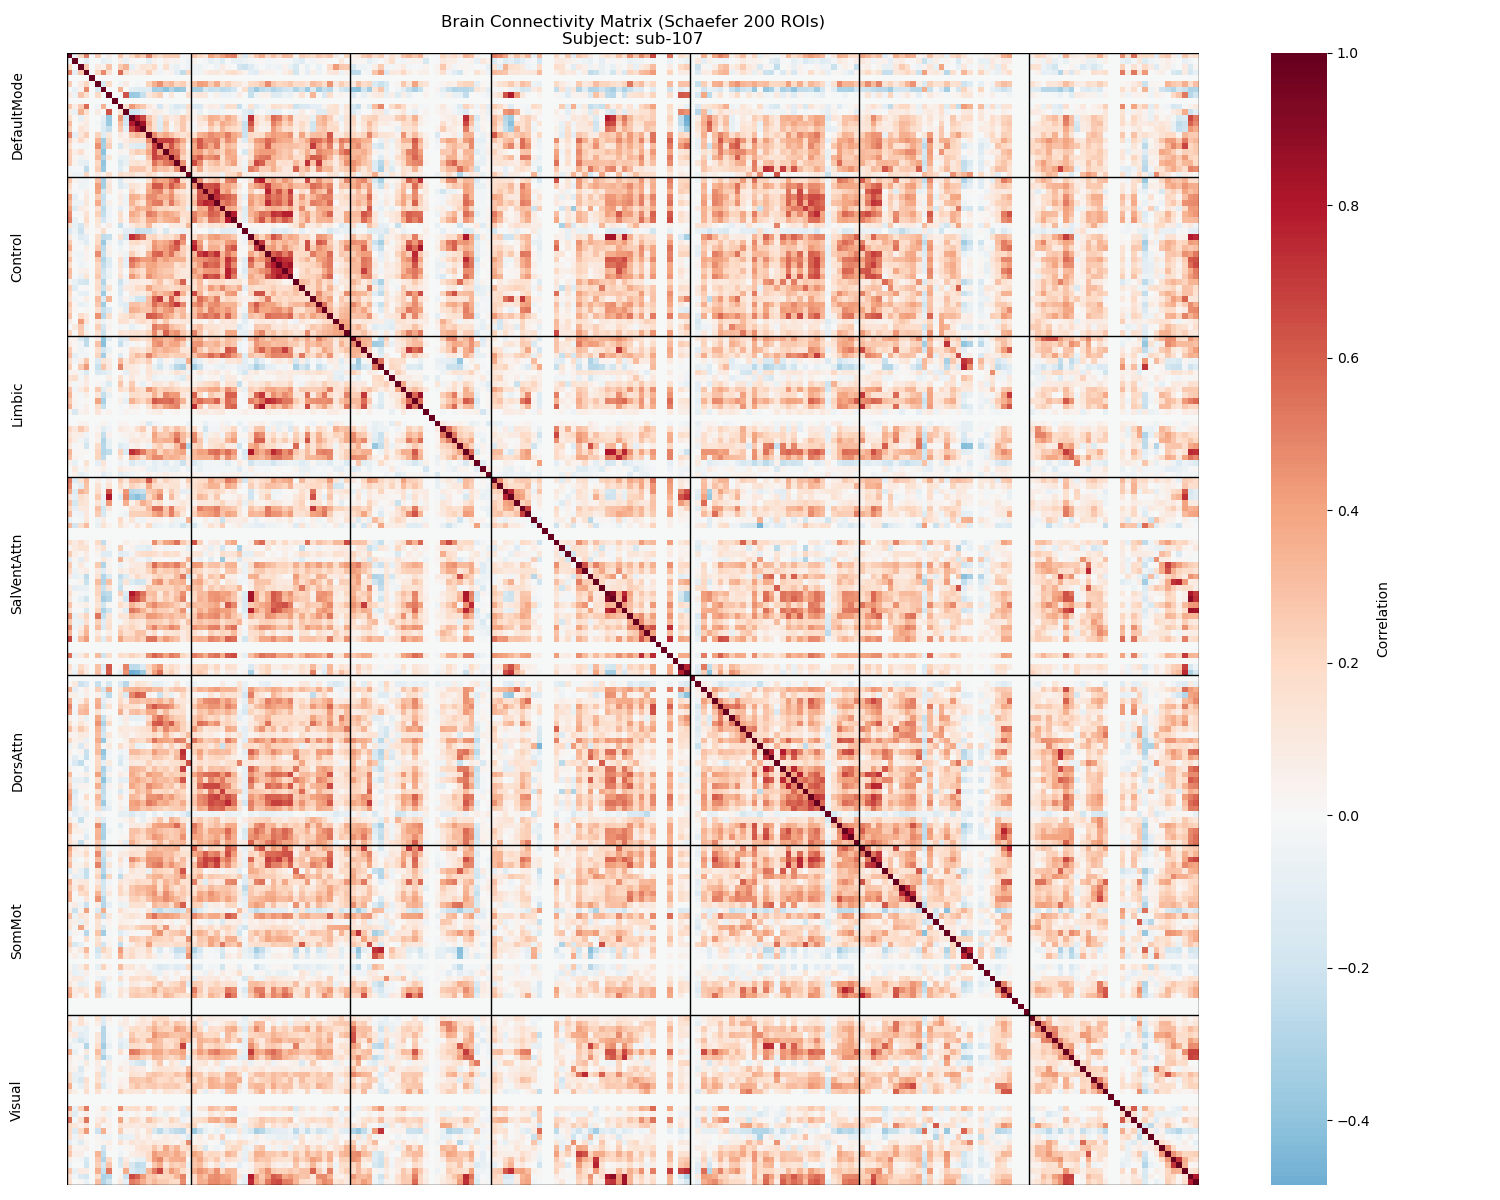 Brain Connectivity Matrix (Schaefer 200 ROIs)
Subject: sub-107
DefaultMode
Control
Limbic
SalVentAttn
DorsAttn
SomMot
Visual
1.0
0.8
0.6
0.4
0.2
0.0
−0.2
−0.4
Correlation